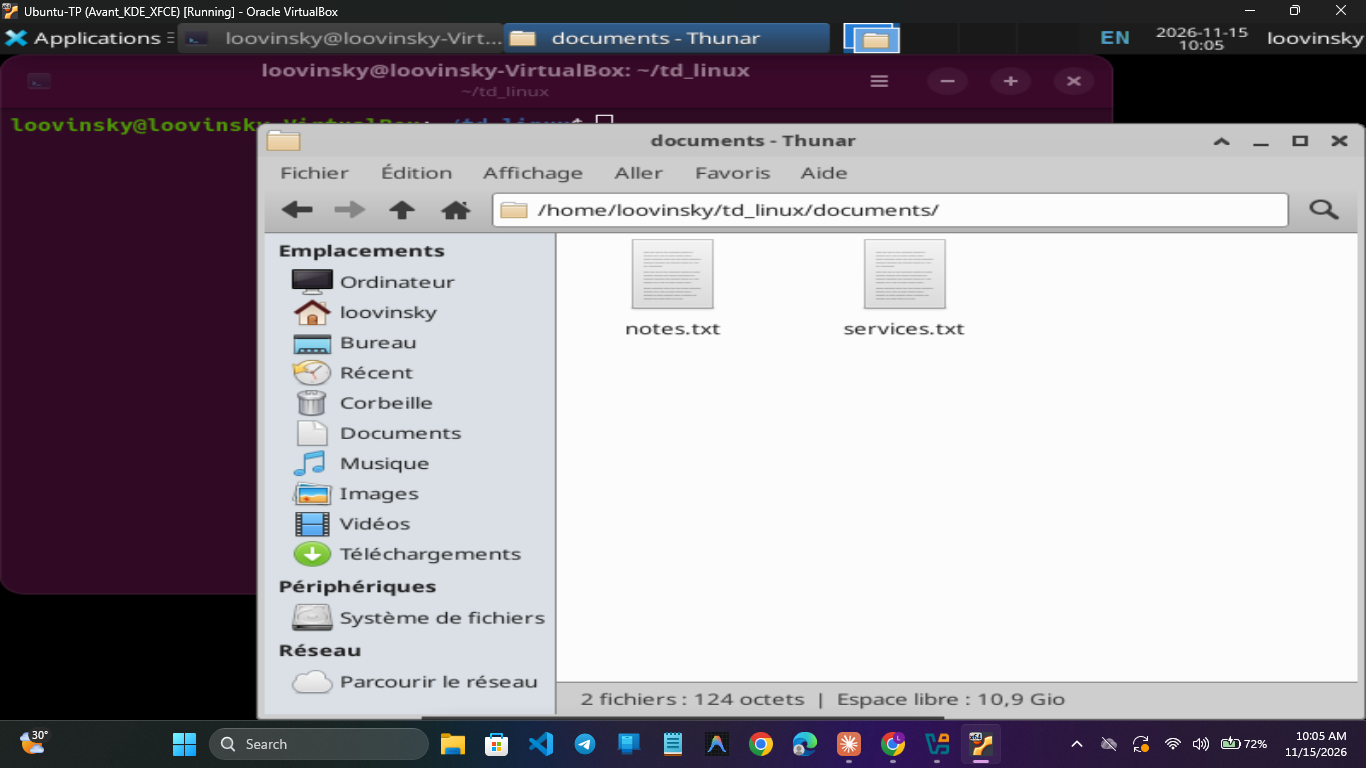 Ubuntu-TP (Avant_KDE_XFCE) [Running] - Oracle VirtualBox
Applications
loovinsky@loovinsky-Virt...
documents - Thunar
EN
2026-11-15
10:05
loovinsky
loovinsky@loovinsky-VirtualBox: ~/td_linux
~/td_linux
loovinsky@loovinsky-VirtualBox:~/td_linux$
documents - Thunar
Fichier Édition Affichage Aller Favoris Aide
/home/loovinsky/td_linux/documents/
Emplacements
Ordinateur
loovinsky
Bureau
Récent
Corbeille
Documents
Musique
Images
Vidéos
Téléchargements
Périphériques
Système de fichiers
Réseau
Parcourir le réseau
notes.txt
services.txt
2 fichiers : 124 octets | Espace libre : 10,9 Gio
30°
Search
72%
10:05 AM
11/15/2026